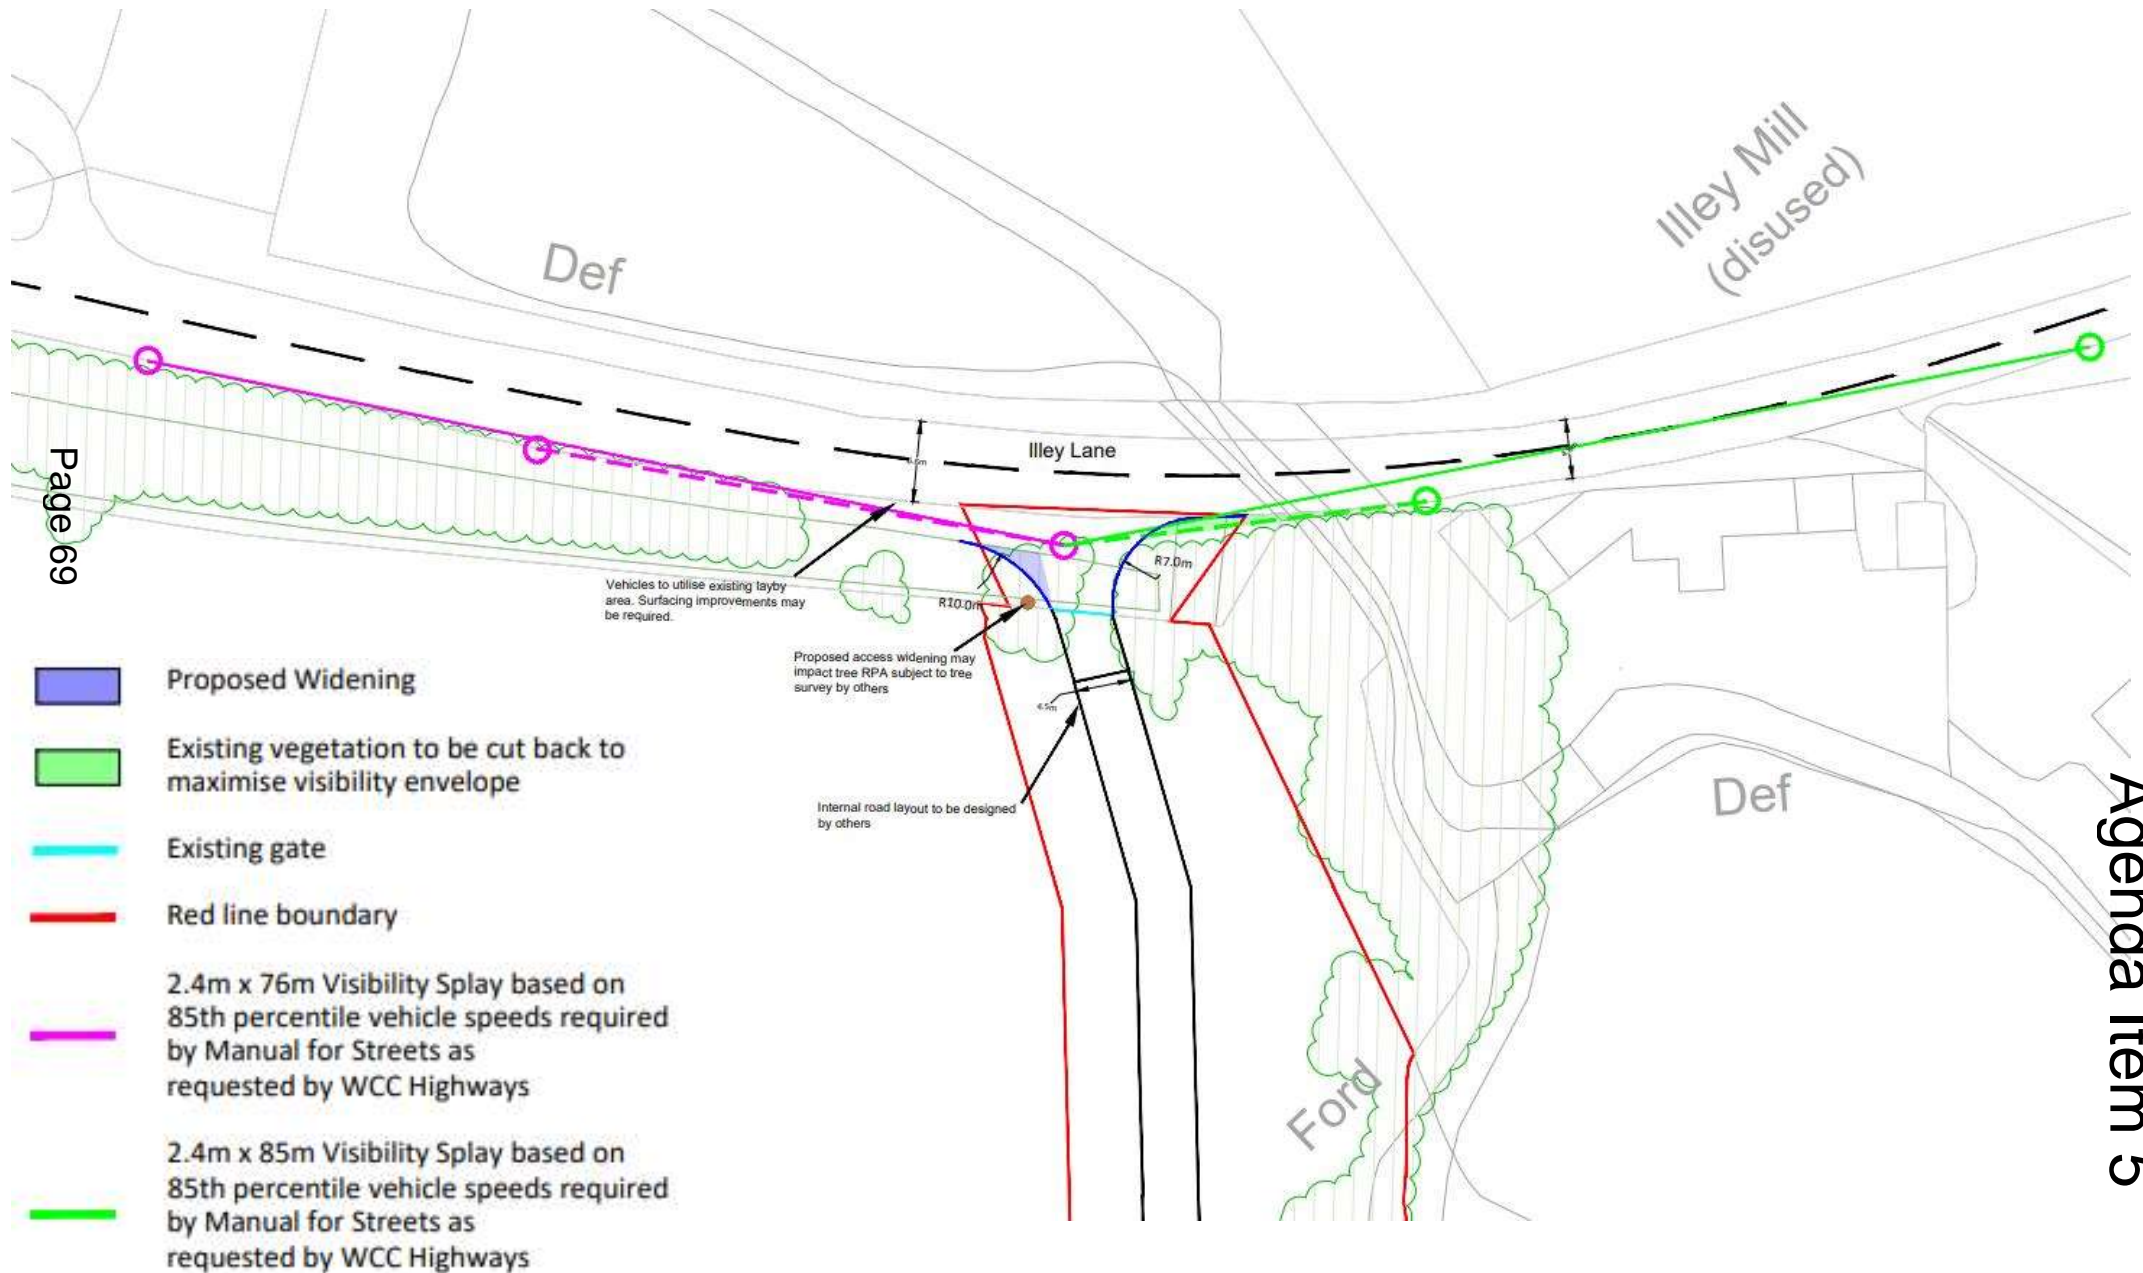 Illey Mill
(disused)
Def
Illey Lane
Page 69
R7.0m
Vehicles to utilise existing layby
area. Surfacing improvements may
be required.
R10.0m
Proposed access widening may
impact tree RPA subject to tree
survey by others
4.5m
Internal road layout to be designed
by others
Def
Ford
Agenda Item 5
Proposed Widening
Existing vegetation to be cut back to
maximise visibility envelope
Existing gate
Red line boundary
2.4m x 76m Visibility Splay based on
85th percentile vehicle speeds required
by Manual for Streets as
requested by WCC Highways
2.4m x 85m Visibility Splay based on
85th percentile vehicle speeds required
by Manual for Streets as
requested by WCC Highways